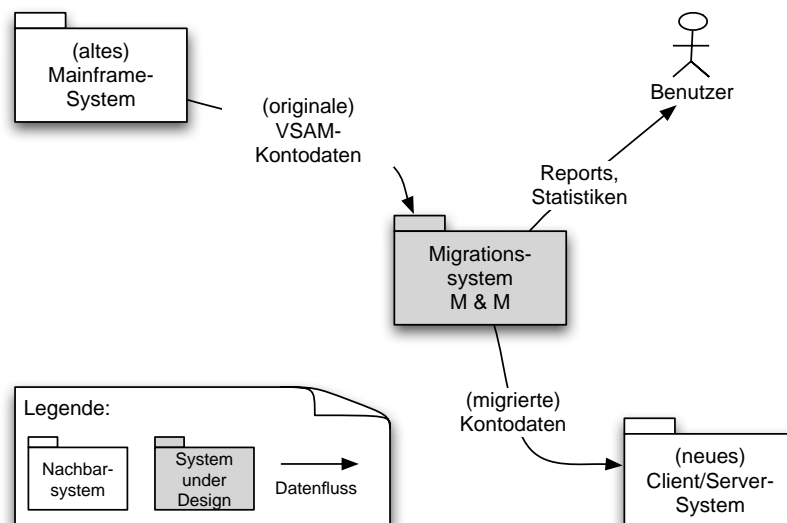 (altes)
Mainframe-
System
(originale)
VSAM-
Kontodaten
Benutzer
Reports,
Statistiken
Migrations-
system
M & M
(migrierte)
Kontodaten
(neues)
Client/Server-
System
Legende:
Nachbar-
system
System
under
Design
Datenfluss